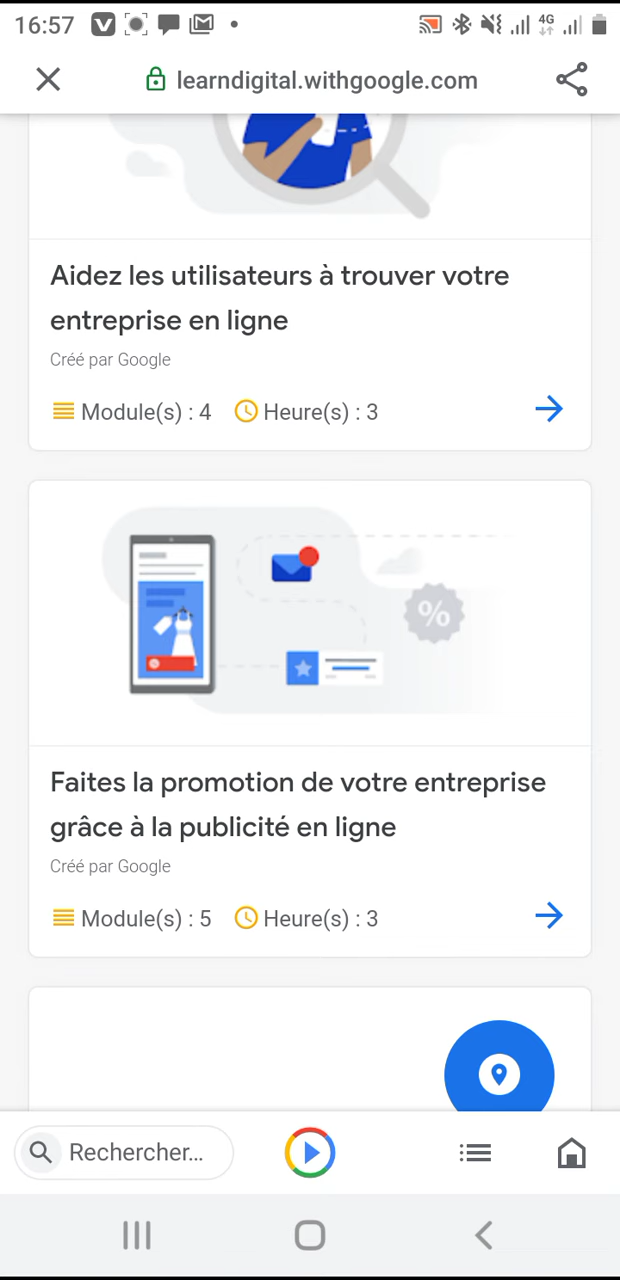 16:57
4G
learndigital.withgoogle.com
Aidez les utilisateurs à trouver votre
entreprise en ligne
Créé par Google
Module(s) : 4 Heure(s) : 3
%
Faites la promotion de votre entreprise
grâce à la publicité en ligne
Créé par Google
Module(s) : 5 Heure(s) : 3
Rechercher...